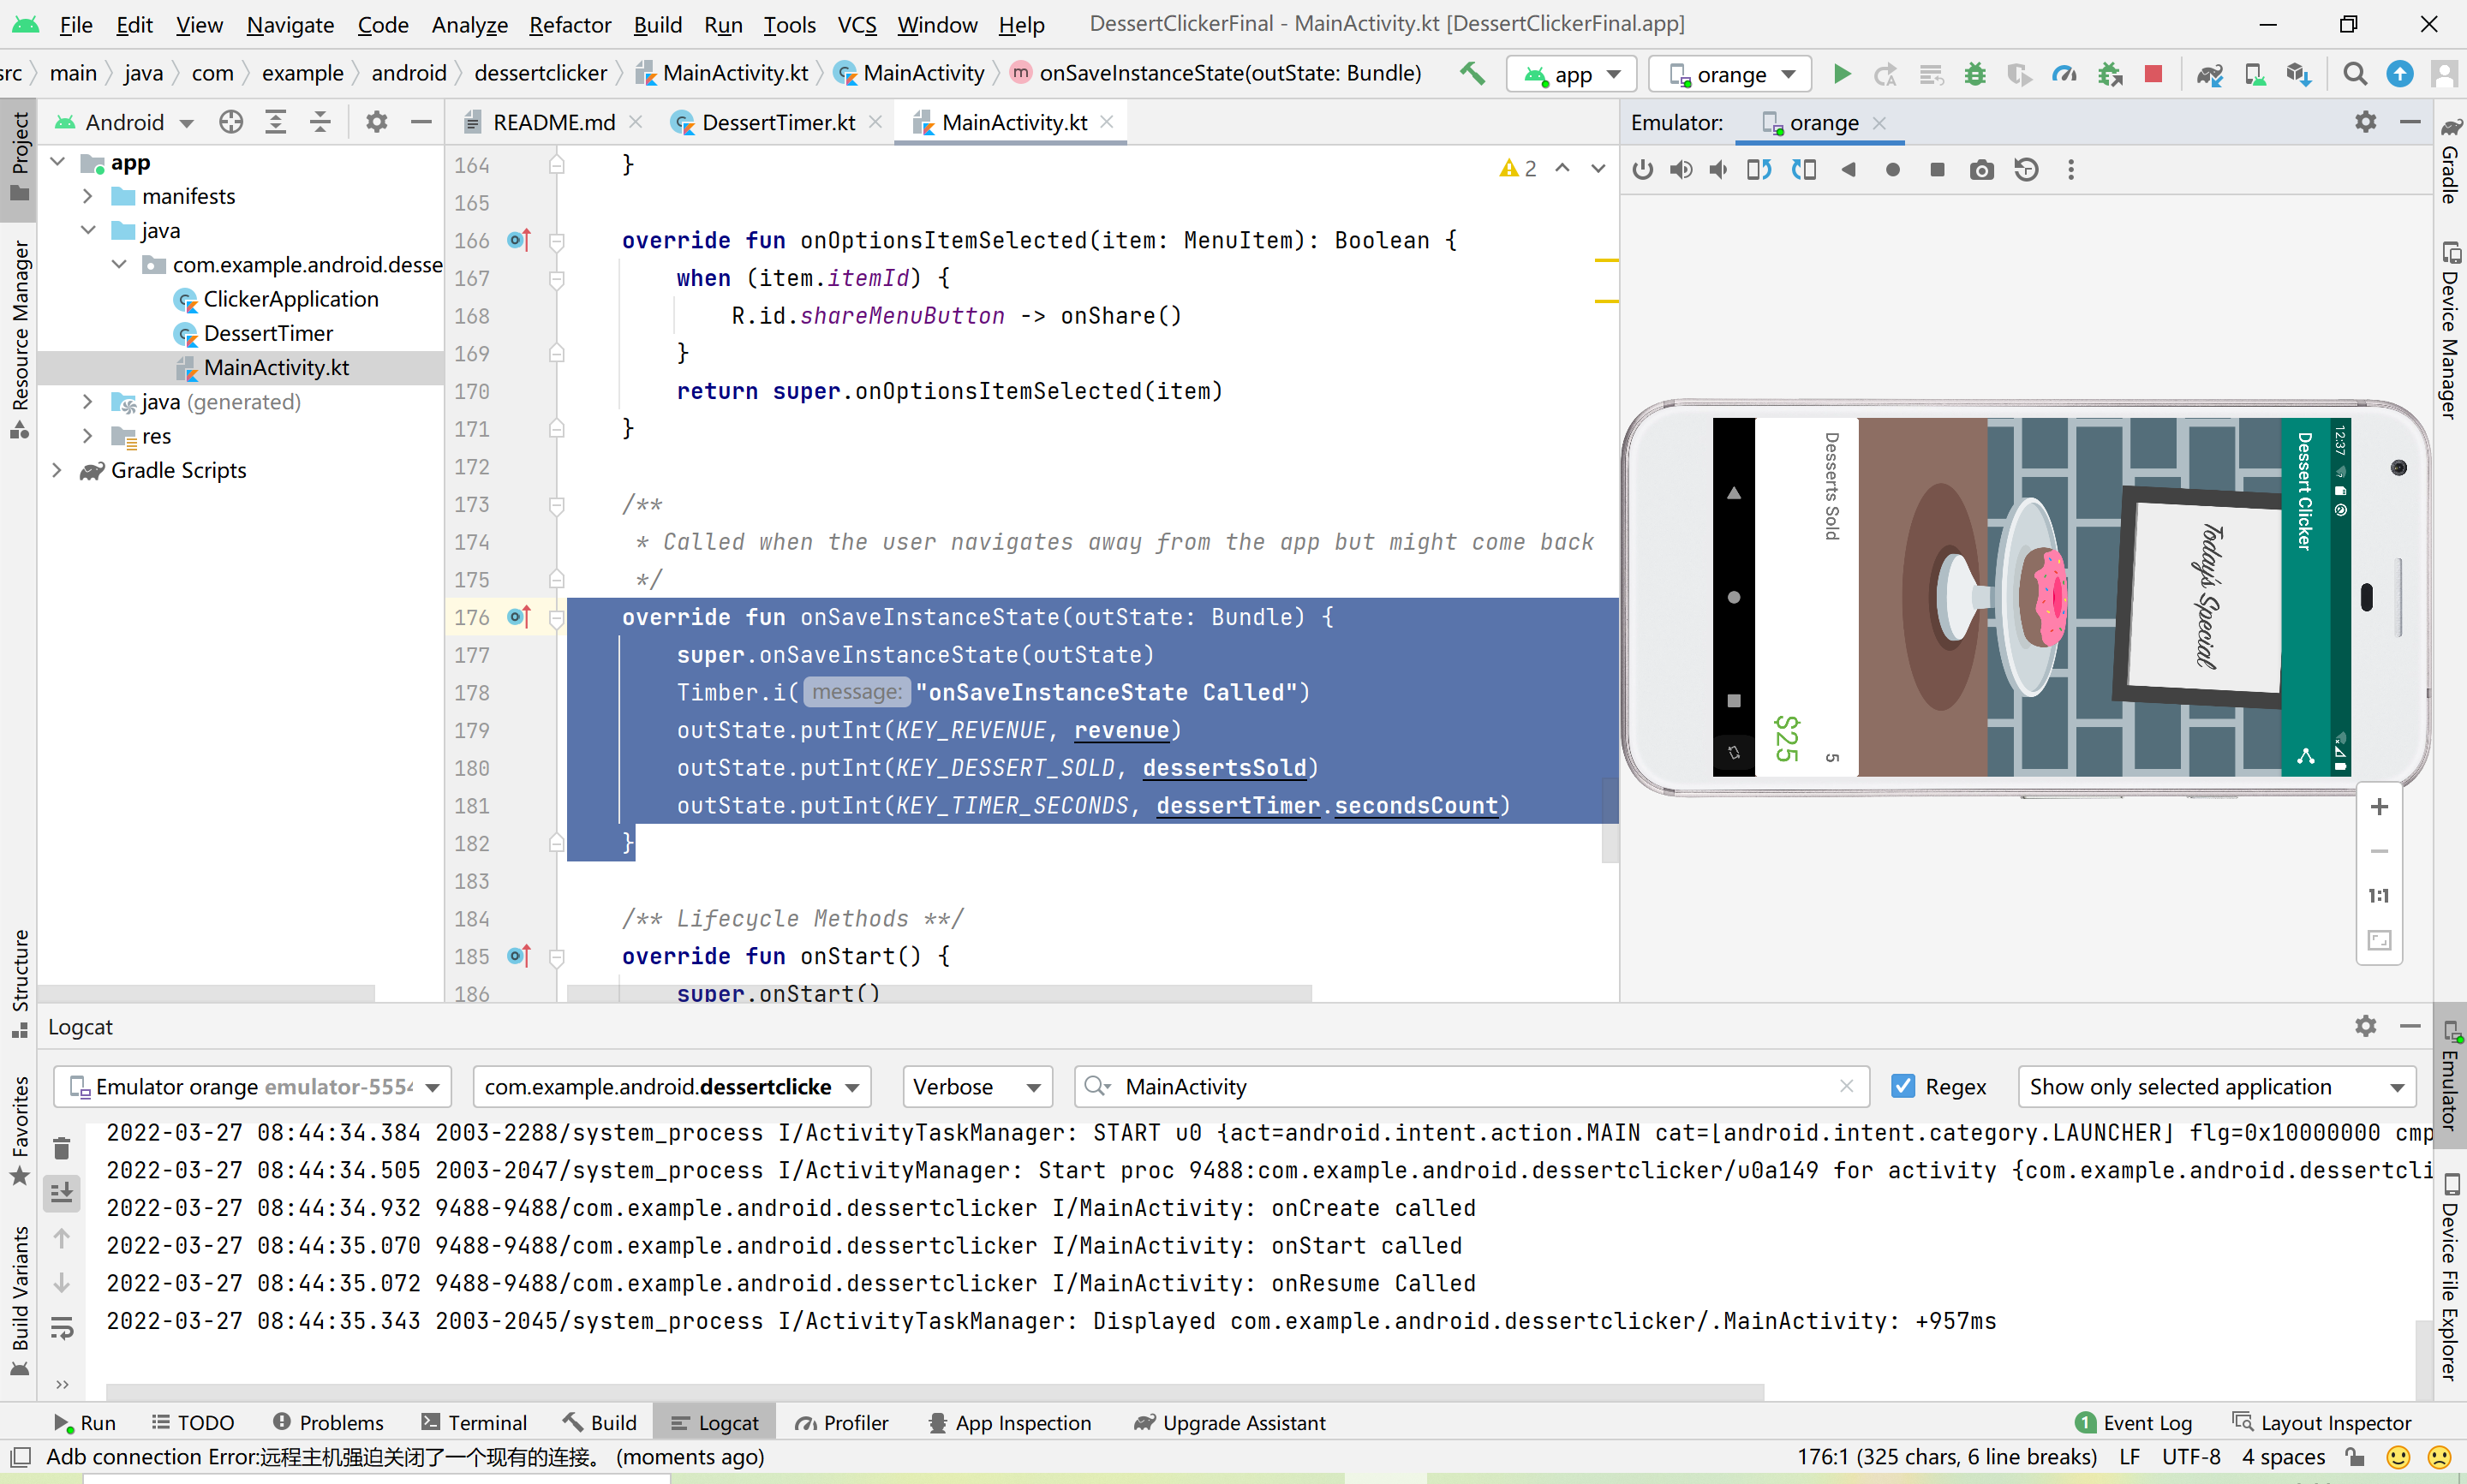 File Edit View Navigate Code Analyze Refactor Build Run Tools VCS Window Help DessertClickerFinal - MainActivity.kt [DessertClickerFinal.app]
src main java com example android dessertclicker MainActivity.kt MainActivity m onSaveInstanceState(outState: Bundle) app orange
Android README.md DessertTimer.kt MainActivity.kt Emulator: orange
Project
Resource Manager
Structure
Favorites
Build Variants
app
manifests
java
com.example.android.desse
ClickerApplication
DessertTimer
MainActivity.kt
java (generated)
res
Gradle Scripts
2
164 }
165
166 override fun onOptionsItemSelected(item: MenuItem): Boolean {
167 when (item.itemId) {
168 R.id.shareMenuButton -> onShare()
169 }
170 return super.onOptionsItemSelected(item)
171 }
172
173 /**
174 * Called when the user navigates away from the app but might come back
175 */
176 override fun onSaveInstanceState(outState: Bundle) {
177 super.onSaveInstanceState(outState)
178 Timber.i( message: "onSaveInstanceState Called")
179 outState.putInt(KEY_REVENUE, revenue)
180 outState.putInt(KEY_DESSERT_SOLD, dessertsSold)
181 outState.putInt(KEY_TIMER_SECONDS, dessertTimer.secondsCount)
182 }
183
184 /** Lifecycle Methods **/
185 override fun onStart() {
186 super.onStart()
12:37
Dessert Clicker
Today's Special
Desserts Sold 5
$25
1:1
Gradle
Device Manager
Emulator
Device File Explorer
Logcat
Emulator orange emulator-5554 com.example.android.dessertclicke Verbose MainActivity Regex Show only selected application
2022-03-27 08:44:34.384 2003-2288/system_process I/ActivityTaskManager: START u0 {act=android.intent.action.MAIN cat=[android.intent.category.LAUNCHER] flg=0x10000000 cmp
2022-03-27 08:44:34.505 2003-2047/system_process I/ActivityManager: Start proc 9488:com.example.android.dessertclicker/u0a149 for activity {com.example.android.dessertcli
2022-03-27 08:44:34.932 9488-9488/com.example.android.dessertclicker I/MainActivity: onCreate called
2022-03-27 08:44:35.070 9488-9488/com.example.android.dessertclicker I/MainActivity: onStart called
2022-03-27 08:44:35.072 9488-9488/com.example.android.dessertclicker I/MainActivity: onResume Called
2022-03-27 08:44:35.343 2003-2045/system_process I/ActivityTaskManager: Displayed com.example.android.dessertclicker/.MainActivity: +957ms
Run TODO Problems Terminal Build Logcat Profiler App Inspection Upgrade Assistant 1 Event Log Layout Inspector
Adb connection Error:远程主机强迫关闭了一个现有的连接。 (moments ago) 176:1 (325 chars, 6 line breaks) LF UTF-8 4 spaces